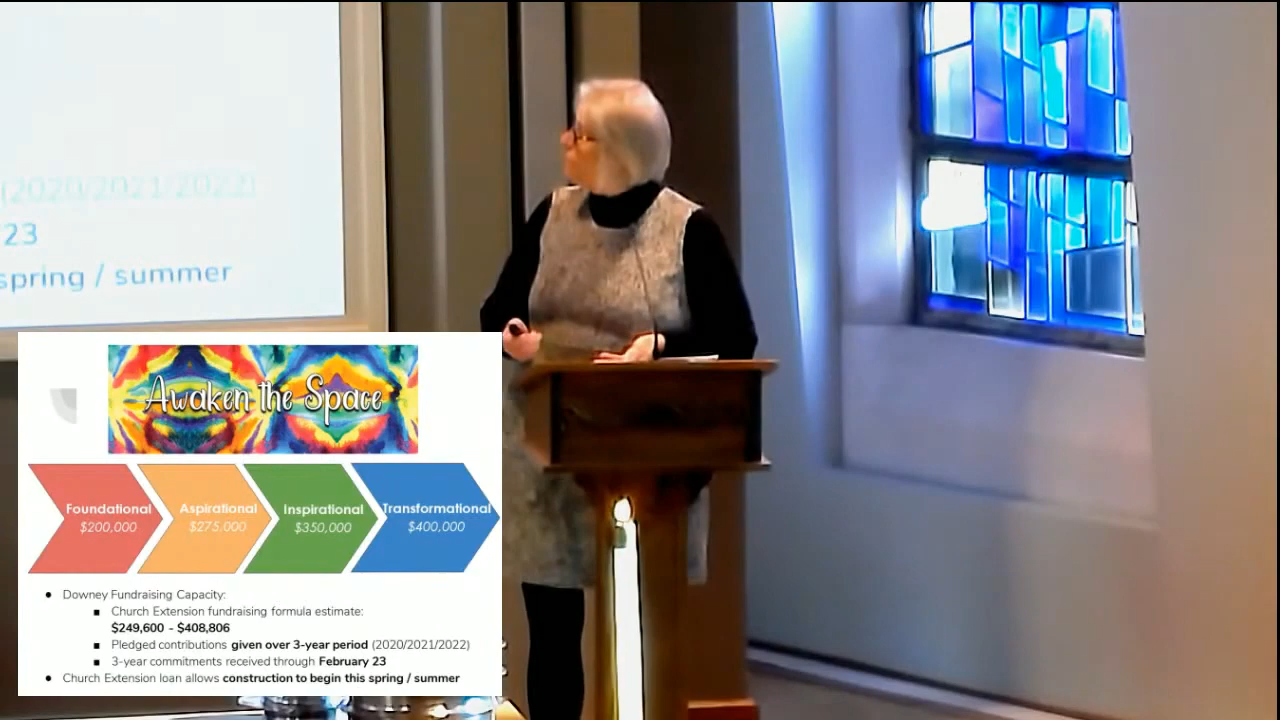 (2020/2021/2022)
23
spring / summer
Awaken the Space
Foundational
$200,000
Aspirational
$275,000
Inspirational
$350,000
Transformational
$400,000
Downey Fundraising Capacity:
Church Extension fundraising formula estimate:
$249,600 - $408,806
Pledged contributions given over 3-year period (2020/2021/2022)
3-year commitments received through February 23
Church Extension loan allows construction to begin this spring / summer